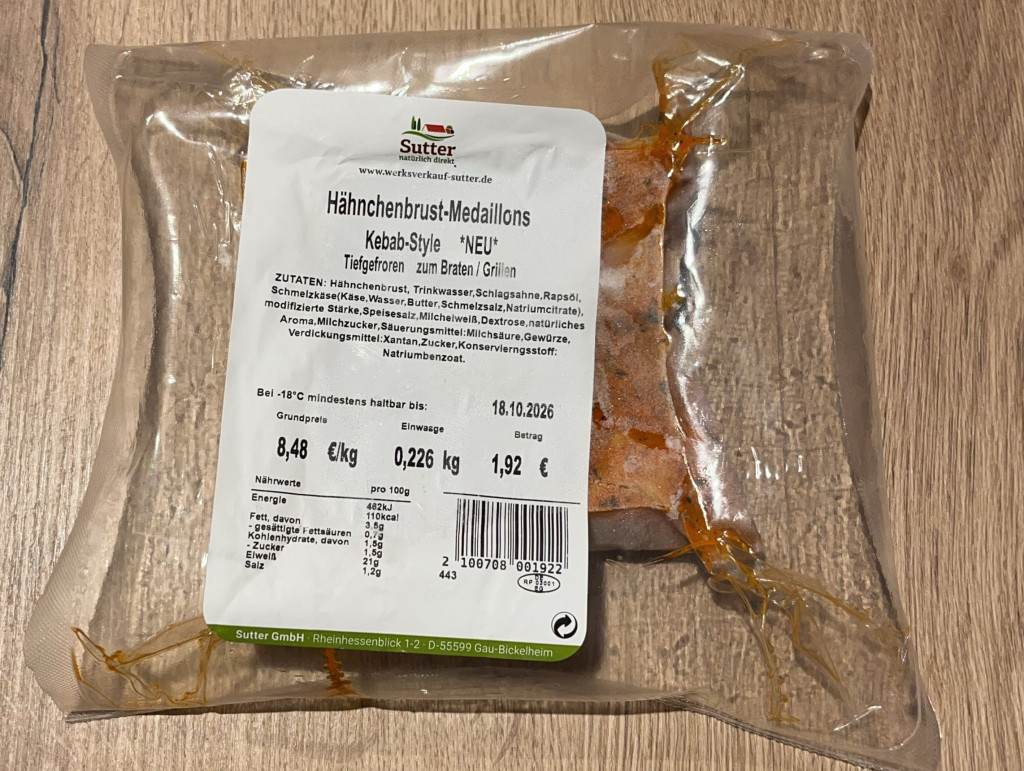 Sutter
natürlich direkt
www.werksverkauf-sutter.de
Hähnchenbrust-Medaillons
Kebab-Style *NEU*
Tiefgefroren zum Braten / Grillen
ZUTATEN: Hähnchenbrust, Trinkwasser,Schlagsahne,Rapsöl,
Schmelzkäse(Käse,Wasser,Butter,Schmelzsalz,Natriumcitrate),
modifizierte Stärke,Speisesalz,Milcheiweiß,Dextrose,natürliches
Aroma,Milchzucker,Säuerungsmittel:Milchsäure,Gewürze,
Verdickungsmittel:Xantan,Zucker,Konservierngsstoff:
Natriumbenzoat.
Bei -18°C mindestens haltbar bis: 18.10.2026
Grundpreis Einwaage Betrag
8,48 €/kg 0,226 kg 1,92 €
Nährwerte pro 100g
Energie 462kJ
110kcal
Fett, davon 3,5g
- gesättigte Fettsäuren 0,7g
Kohlenhydrate, davon 1,5g
- Zucker 1,5g
Eiweiß 21g
Salz 1,2g
2 100708 001922
443
DE
RP 03001
EG
Sutter GmbH · Rheinhessenblick 1-2 · D-55599 Gau-Bickelheim